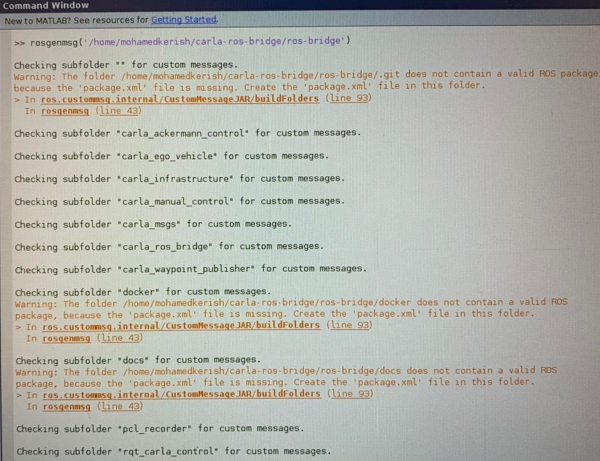 Command Window
New to MATLAB? See resources for Getting Started.
>> rosgenmsg('/home/mohamedkerish/carla-ros-bridge/ros-bridge')
Checking subfolder "" for custom messages.
Warning: The folder /home/mohamedkerish/carla-ros-bridge/ros-bridge/.git does not contain a valid ROS package
because the 'package.xml' file is missing. Create the 'package.xml' file in this folder.
> In ros.custommsg.internal/CustomMessageJAR/buildFolders (line 93)
In rosgenmsg (line 43)
Checking subfolder "carla_ackermann_control" for custom messages.
Checking subfolder "carla_ego_vehicle" for custom messages.
Checking subfolder "carla_infrastructure" for custom messages.
Checking subfolder "carla_manual_control" for custom messages.
Checking subfolder "carla_msgs" for custom messages.
Checking subfolder "carla_ros_bridge" for custom messages.
Checking subfolder "carla_waypoint_publisher" for custom messages.
Checking subfolder "docker" for custom messages.
Warning: The folder /home/mohamedkerish/carla-ros-bridge/ros-bridge/docker does not contain a valid ROS
package, because the 'package.xml' file is missing. Create the 'package.xml' file in this folder.
> In ros.custommsg.internal/CustomMessageJAR/buildFolders (line 93)
In rosgenmsg (line 43)
Checking subfolder "docs" for custom messages.
Warning: The folder /home/mohamedkerish/carla-ros-bridge/ros-bridge/docs does not contain a valid ROS
package, because the 'package.xml' file is missing. Create the 'package.xml' file in this folder.
> In ros.custommsg.internal/CustomMessageJAR/buildFolders (line 93)
In rosgenmsg (line 43)
Checking subfolder "pcl_recorder" for custom messages.
Checking subfolder "rqt_carla_control" for custom messages.